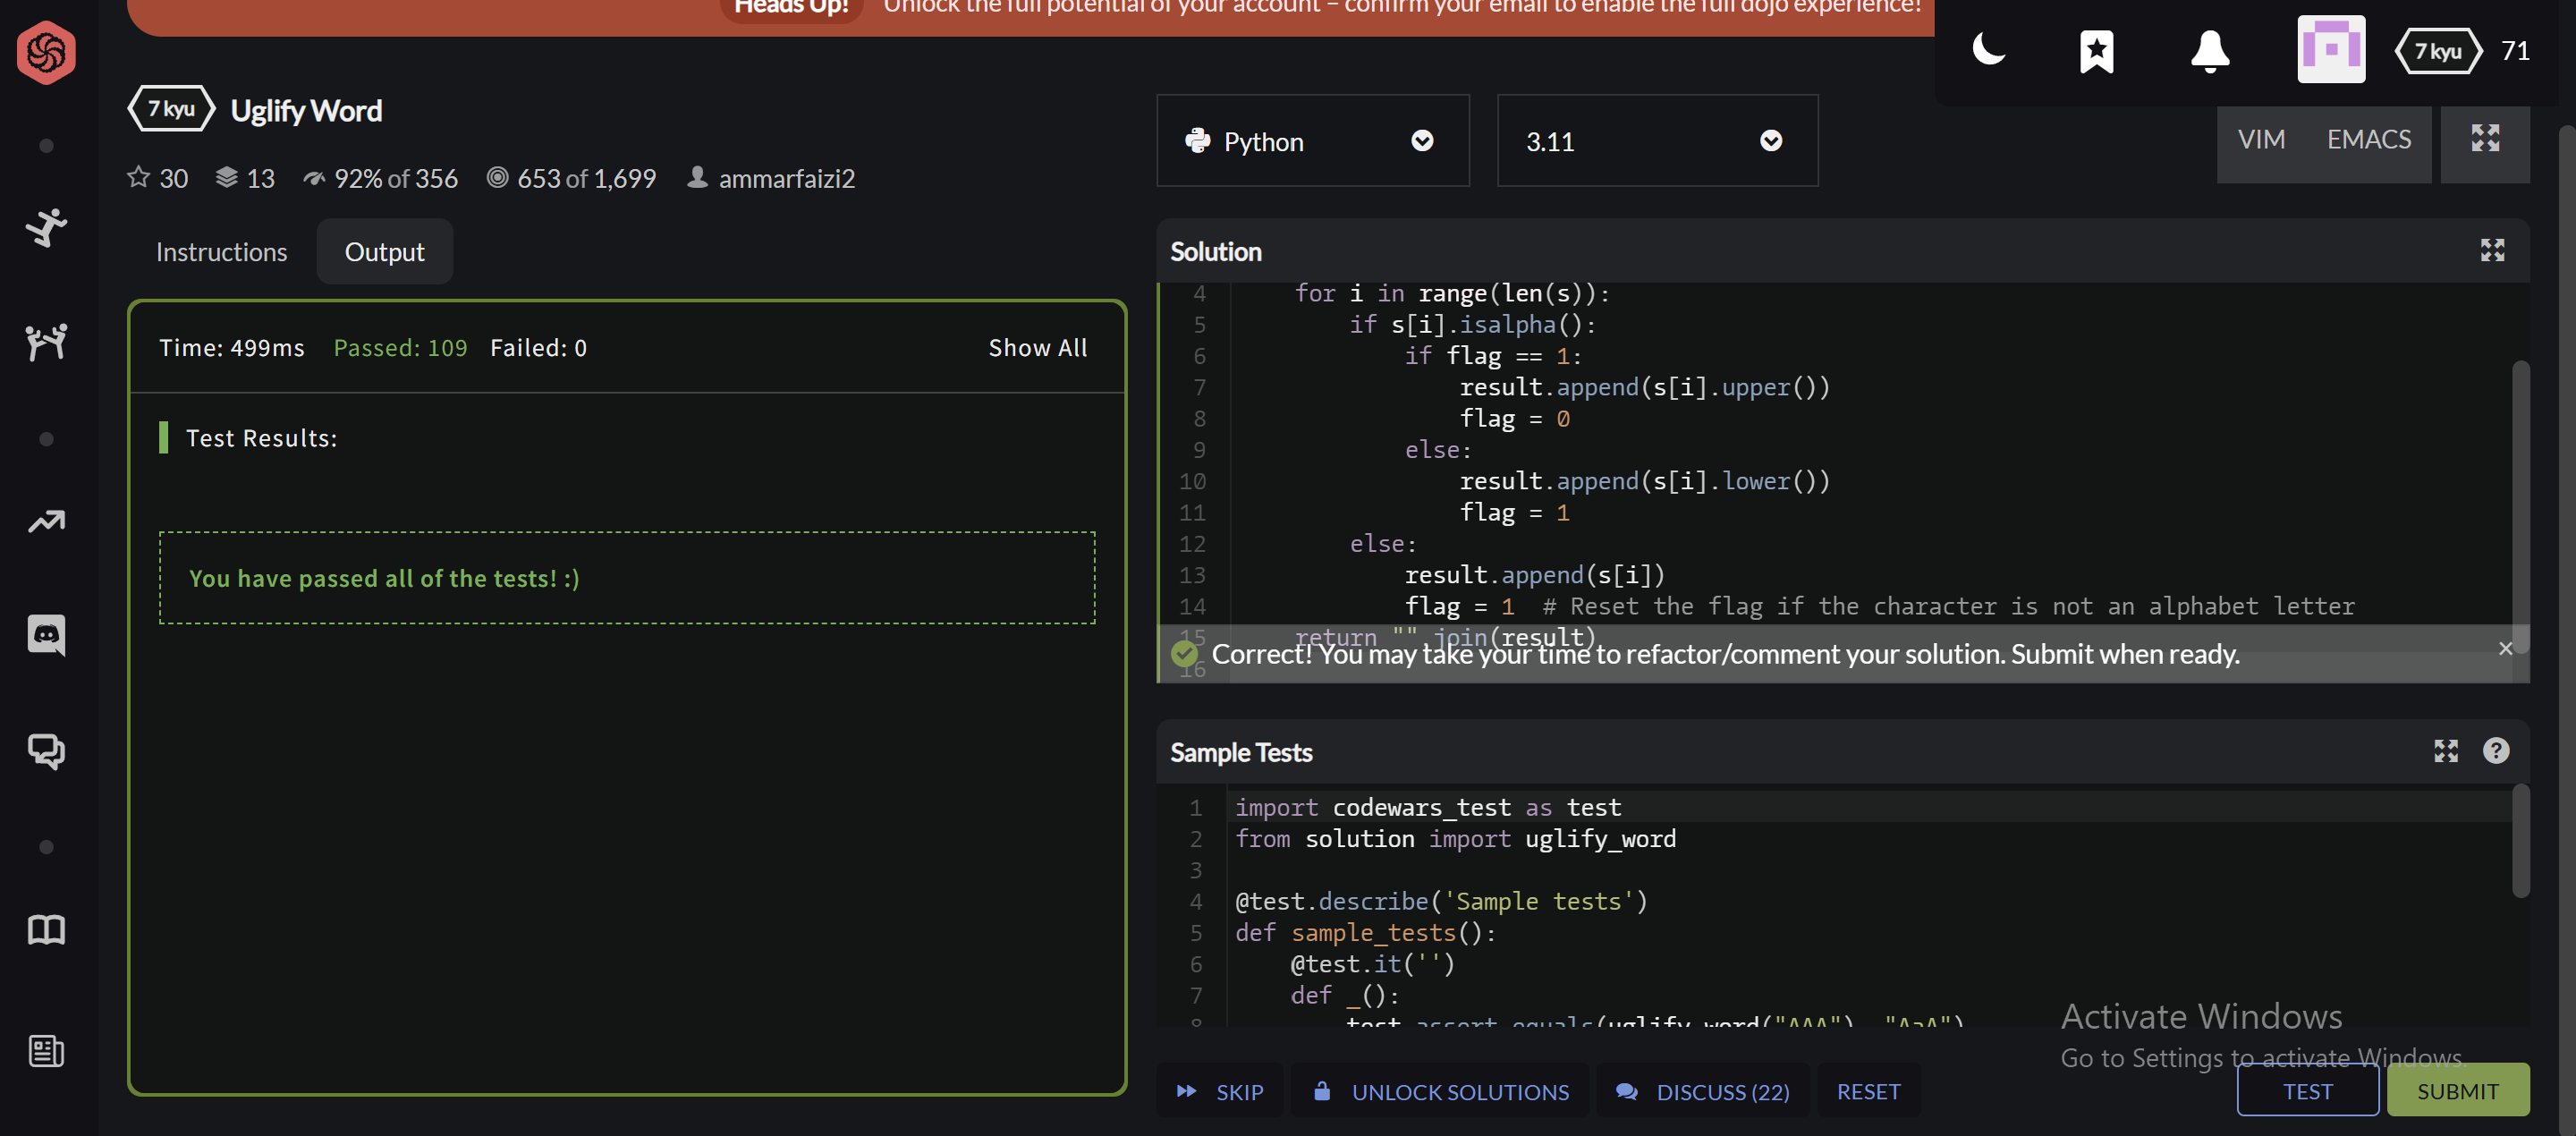 Heads Up! Unlock the full potential of your account – confirm your email to enable the full dojo experience!
7 kyu 71
7 kyu Uglify Word
30 13 92% of 356 653 of 1,699 ammarfaizi2
Python 3.11 VIM EMACS
Instructions Output
Time: 499ms Passed: 109 Failed: 0 Show All
Test Results:
You have passed all of the tests! :)
Solution
4 for i in range(len(s)):
5 if s[i].isalpha():
6 if flag == 1:
7 result.append(s[i].upper())
8 flag = 0
9 else:
10 result.append(s[i].lower())
11 flag = 1
12 else:
13 result.append(s[i])
14 flag = 1 # Reset the flag if the character is not an alphabet letter
15 return "".join(result)
16
Correct! You may take your time to refactor/comment your solution. Submit when ready.
Sample Tests
1 import codewars_test as test
2 from solution import uglify_word
3
4 @test.describe('Sample tests')
5 def sample_tests():
6 @test.it('')
7 def _():
8 test.assert_equals(uglify_word("AAA"), "AaA")
Activate Windows
Go to Settings to activate Windows.
SKIP UNLOCK SOLUTIONS DISCUSS (22) RESET TEST SUBMIT